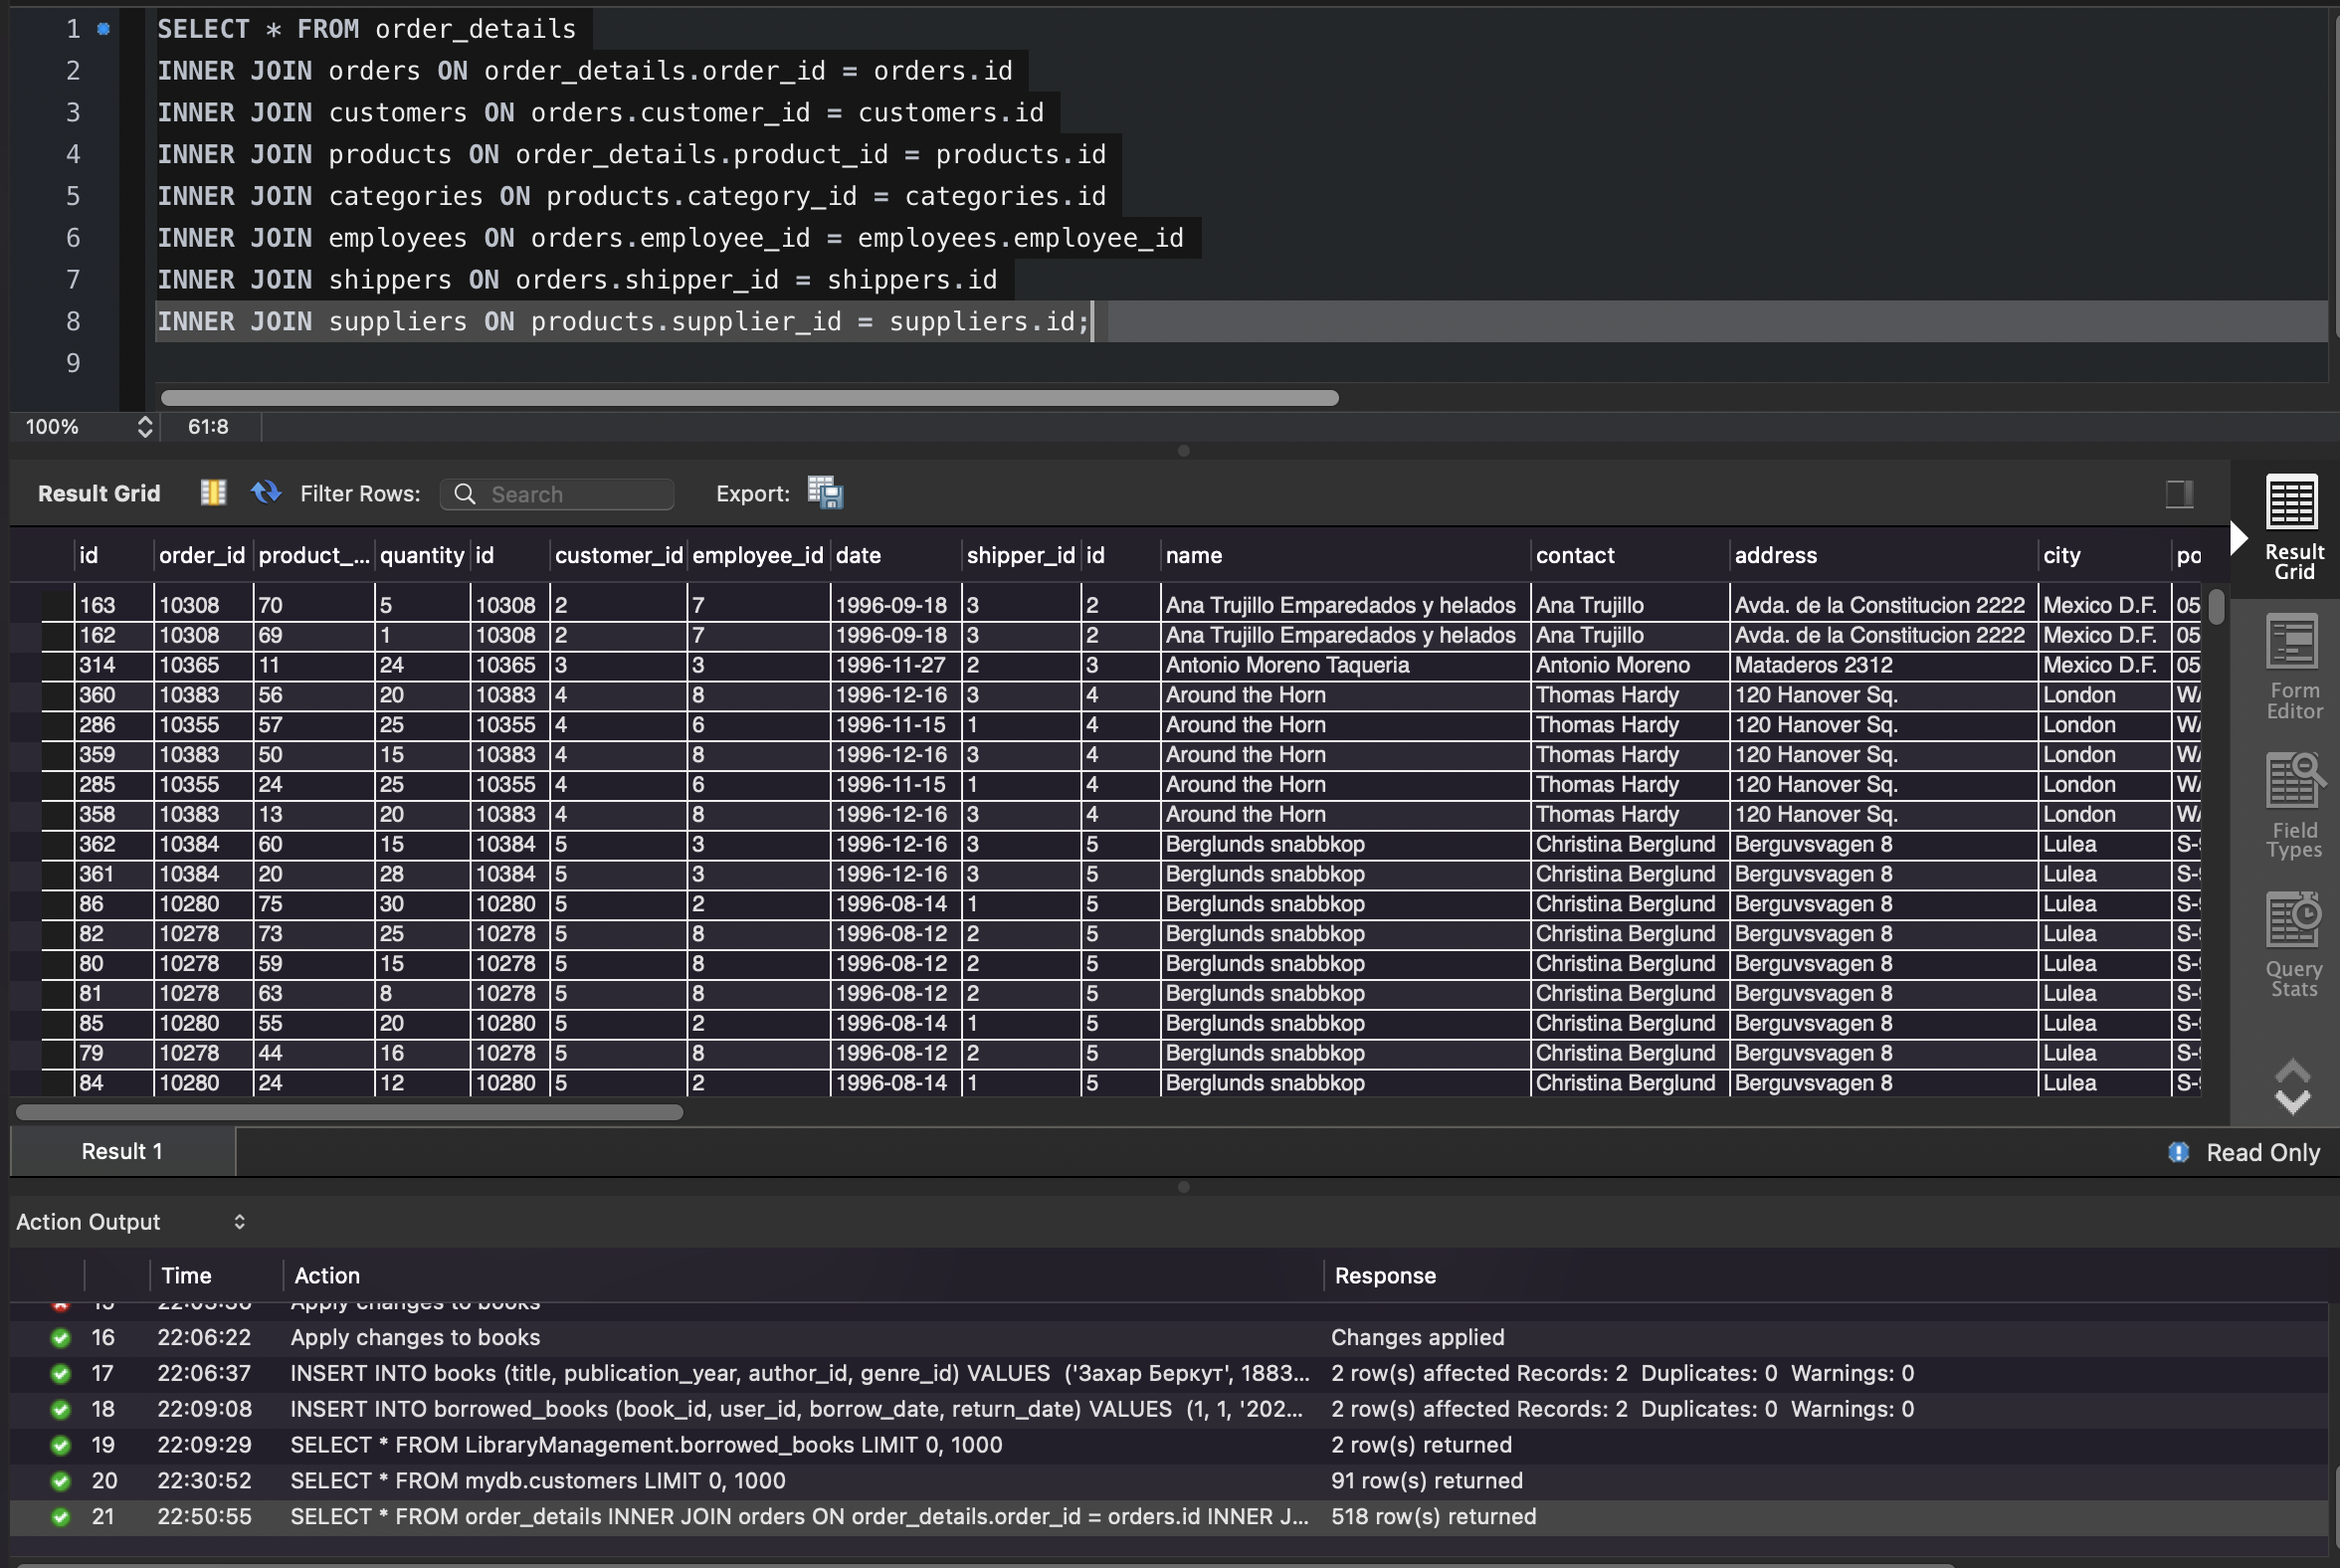 1 SELECT * FROM order_details
2 INNER JOIN orders ON order_details.order_id = orders.id
3 INNER JOIN customers ON orders.customer_id = customers.id
4 INNER JOIN products ON order_details.product_id = products.id
5 INNER JOIN categories ON products.category_id = categories.id
6 INNER JOIN employees ON orders.employee_id = employees.employee_id
7 INNER JOIN shippers ON orders.shipper_id = shippers.id
8 INNER JOIN suppliers ON products.supplier_id = suppliers.id;
9
100% 61:8
Result Grid Filter Rows: Search Export:
id order_id product_... quantity id customer_id employee_id date shipper_id id name contact address city po
163 10308 70 5 10308 2 7 1996-09-18 3 2 Ana Trujillo Emparedados y helados Ana Trujillo Avda. de la Constitucion 2222 Mexico D.F. 05
162 10308 69 1 10308 2 7 1996-09-18 3 2 Ana Trujillo Emparedados y helados Ana Trujillo Avda. de la Constitucion 2222 Mexico D.F. 05
314 10365 11 24 10365 3 3 1996-11-27 2 3 Antonio Moreno Taqueria Antonio Moreno Mataderos 2312 Mexico D.F. 05
360 10383 56 20 10383 4 8 1996-12-16 3 4 Around the Horn Thomas Hardy 120 Hanover Sq. London W
286 10355 57 25 10355 4 6 1996-11-15 1 4 Around the Horn Thomas Hardy 120 Hanover Sq. London W
359 10383 50 15 10383 4 8 1996-12-16 3 4 Around the Horn Thomas Hardy 120 Hanover Sq. London W
285 10355 24 25 10355 4 6 1996-11-15 1 4 Around the Horn Thomas Hardy 120 Hanover Sq. London W
358 10383 13 20 10383 4 8 1996-12-16 3 4 Around the Horn Thomas Hardy 120 Hanover Sq. London W
362 10384 60 15 10384 5 3 1996-12-16 3 5 Berglunds snabbkop Christina Berglund Berguvsvagen 8 Lulea S-
361 10384 20 28 10384 5 3 1996-12-16 3 5 Berglunds snabbkop Christina Berglund Berguvsvagen 8 Lulea S-
86 10280 75 30 10280 5 2 1996-08-14 1 5 Berglunds snabbkop Christina Berglund Berguvsvagen 8 Lulea S-
82 10278 73 25 10278 5 8 1996-08-12 2 5 Berglunds snabbkop Christina Berglund Berguvsvagen 8 Lulea S-
80 10278 59 15 10278 5 8 1996-08-12 2 5 Berglunds snabbkop Christina Berglund Berguvsvagen 8 Lulea S-
81 10278 63 8 10278 5 8 1996-08-12 2 5 Berglunds snabbkop Christina Berglund Berguvsvagen 8 Lulea S-
85 10280 55 20 10280 5 2 1996-08-14 1 5 Berglunds snabbkop Christina Berglund Berguvsvagen 8 Lulea S-
79 10278 44 16 10278 5 8 1996-08-12 2 5 Berglunds snabbkop Christina Berglund Berguvsvagen 8 Lulea S-
84 10280 24 12 10280 5 2 1996-08-14 1 5 Berglunds snabbkop Christina Berglund Berguvsvagen 8 Lulea S-
Result
Grid
Form
Editor
Field
Types
Query
Stats
Result 1 Read Only
Action Output
Time Action Response
Apply changes to books
16 22:06:22 Apply changes to books Changes applied
17 22:06:37 INSERT INTO books (title, publication_year, author_id, genre_id) VALUES ('Захар Беркут', 1883... 2 row(s) affected Records: 2 Duplicates: 0 Warnings: 0
18 22:09:08 INSERT INTO borrowed_books (book_id, user_id, borrow_date, return_date) VALUES (1, 1, '202... 2 row(s) affected Records: 2 Duplicates: 0 Warnings: 0
19 22:09:29 SELECT * FROM LibraryManagement.borrowed_books LIMIT 0, 1000 2 row(s) returned
20 22:30:52 SELECT * FROM mydb.customers LIMIT 0, 1000 91 row(s) returned
21 22:50:55 SELECT * FROM order_details INNER JOIN orders ON order_details.order_id = orders.id INNER J... 518 row(s) returned